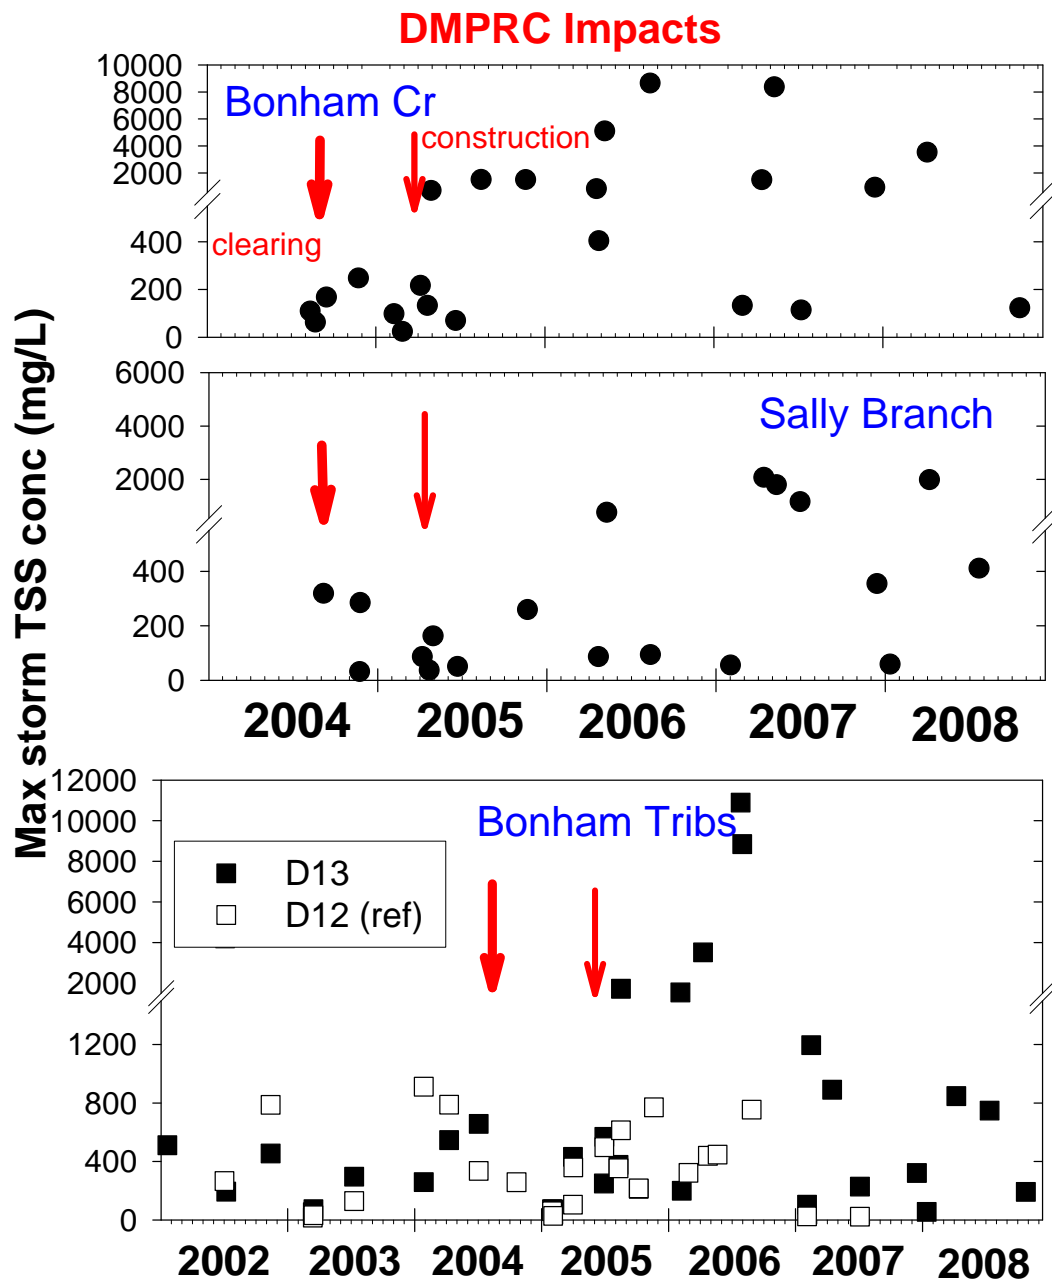 DMPRC Impacts
Max storm TSS conc (mg/L)
10000
8000
6000
4000
2000
400
200
0
Bonham Cr
construction
clearing
6000
4000
2000
400
200
0
Sally Branch
2004 2005 2006 2007 2008
12000
10000
8000
6000
4000
2000
1200
800
400
0
Bonham Tribs
D13
D12 (ref)
2002 2003 2004 2005 2006 2007 2008